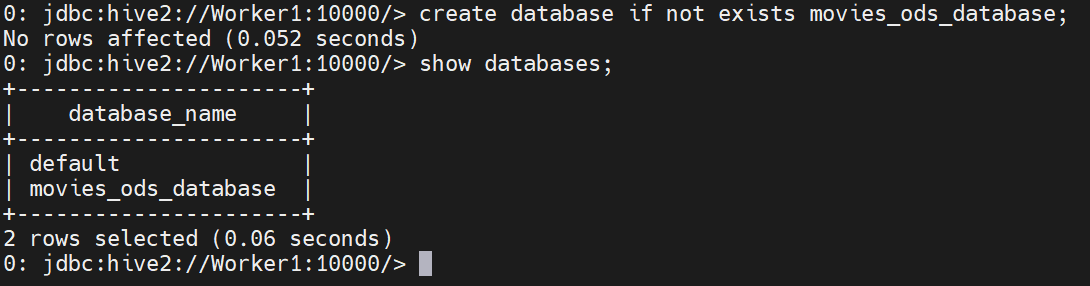 0: jdbc:hive2://Worker1:10000/> create database if not exists movies_ods_database;
No rows affected (0.052 seconds)
0: jdbc:hive2://Worker1:10000/> show databases;
+----------------------+
|    database_name     |
+----------------------+
| default              |
| movies_ods_database  |
+----------------------+
2 rows selected (0.06 seconds)
0: jdbc:hive2://Worker1:10000/>